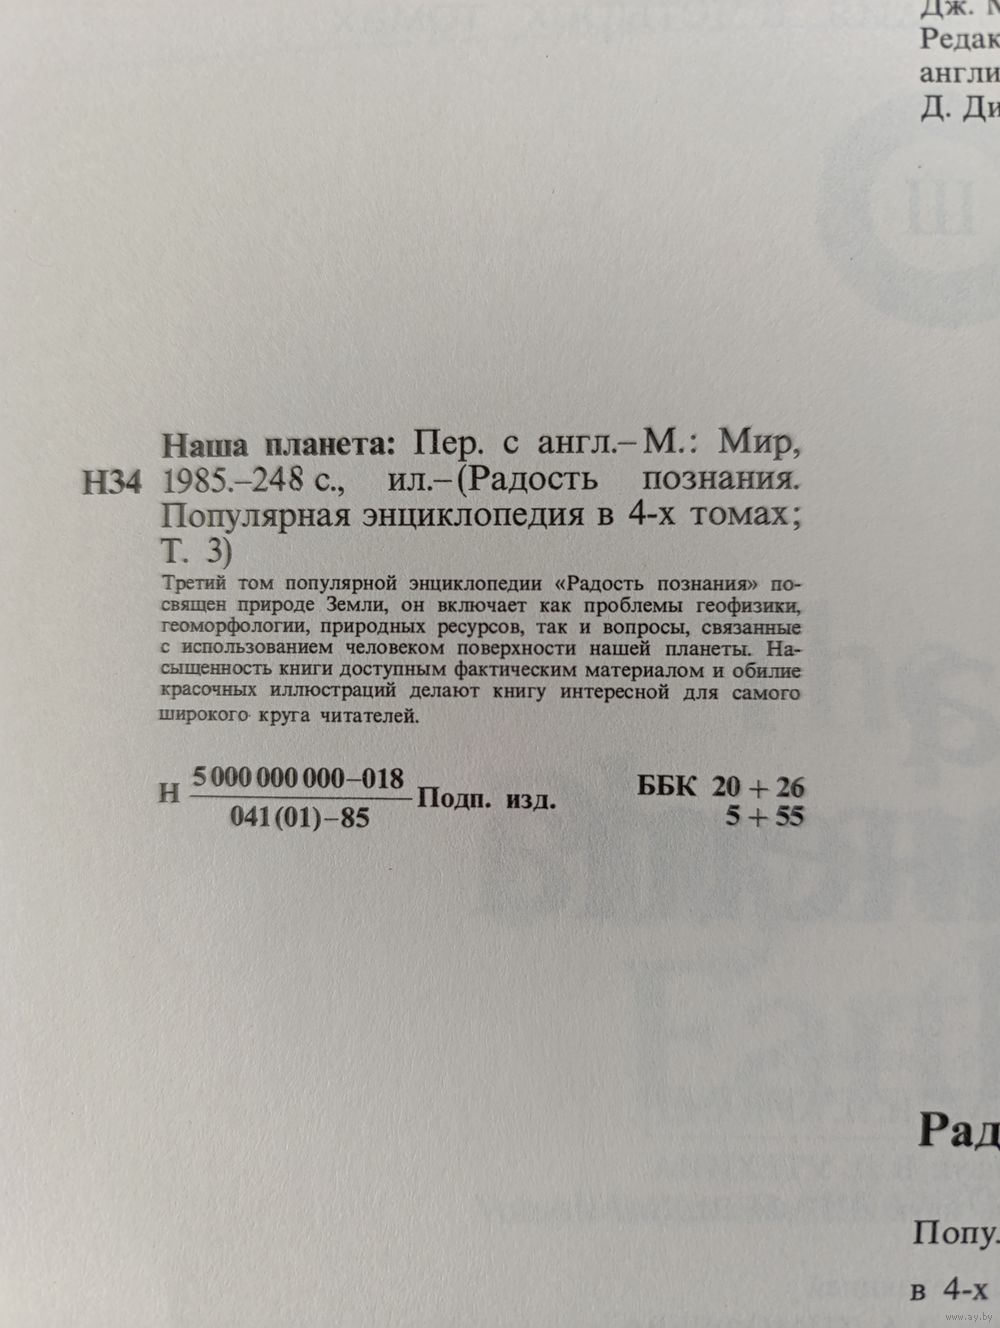 Дж.
Редак
англи
Д. Ди
Ш
Наша планета: Пер. с англ.–М.: Мир,
Н34 1985.–248 с., ил.–(Радость познания.
Популярная энциклопедия в 4-х томах;
Т. 3)
Третий том популярной энциклопедии «Радость познания» по-
священ природе Земли, он включает как проблемы геофизики,
геоморфологии, природных ресурсов, так и вопросы, связанные
с использованием человеком поверхности нашей планеты. На-
сыщенность книги доступным фактическим материалом и обилие
красочных иллюстраций делают книгу интересной для самого
широкого круга читателей.
Н 5 000 000 000–018
041(01)–85
Подп. изд.
ББК 20 + 26
5 + 55
Рад
Попу
в 4-х
www.ay.by